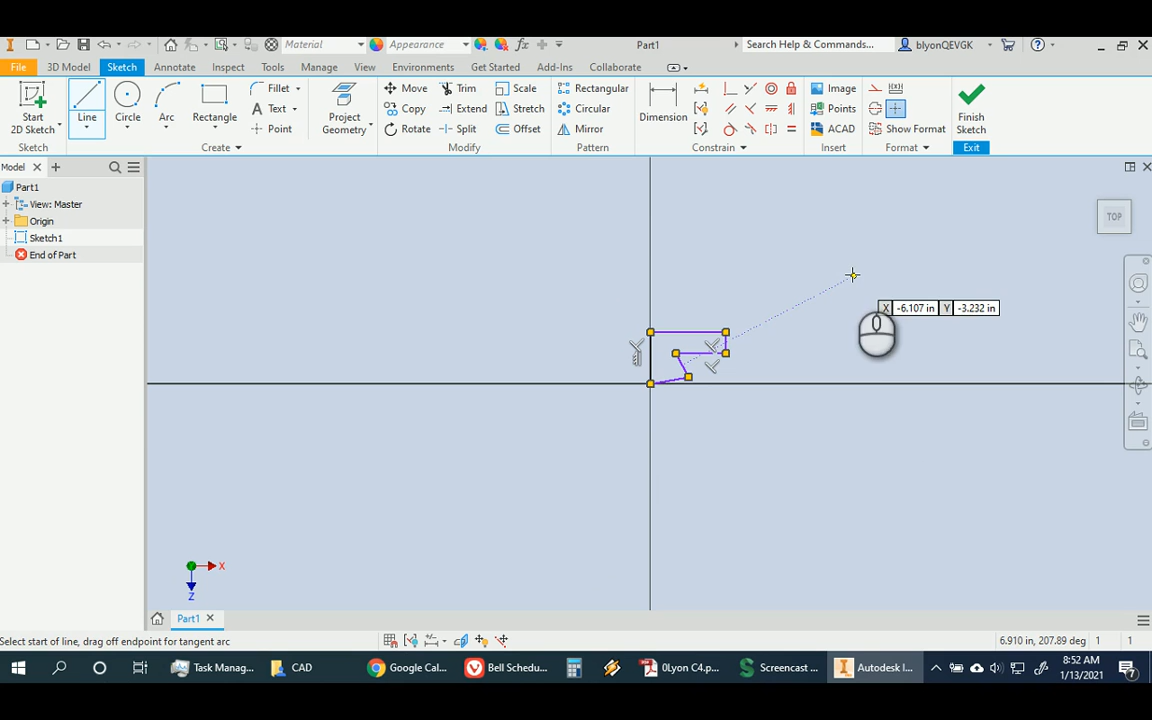 Material
Appearance
fx
Part1
Search Help & Commands...
blyonQEVGK
File
3D Model
Sketch
Annotate
Inspect
Tools
Manage
View
Environments
Get Started
Add-Ins
Collaborate
Start
2D Sketch
Line
Circle
Arc
Rectangle
Fillet
Text
Point
Project
Geometry
Move
Copy
Rotate
Trim
Extend
Split
Scale
Stretch
Offset
Rectangular
Circular
Mirror
Dimension
Image
Points
ACAD
Show Format
Finish
Sketch
Sketch
Create
Modify
Pattern
Constrain
Insert
Format
Exit
Model
Part1
View: Master
Origin
Sketch1
End of Part
TOP
X -6.107 in Y -3.232 in
X
Z
Part1
Select start of line, drag off endpoint for tangent arc
6.910 in, 207.89 deg 1 1
Task Manag...
CAD
Google Cal...
Bell Schedu...
0Lyon C4.p...
Screencast ...
Autodesk I...
8:52 AM
1/13/2021
7